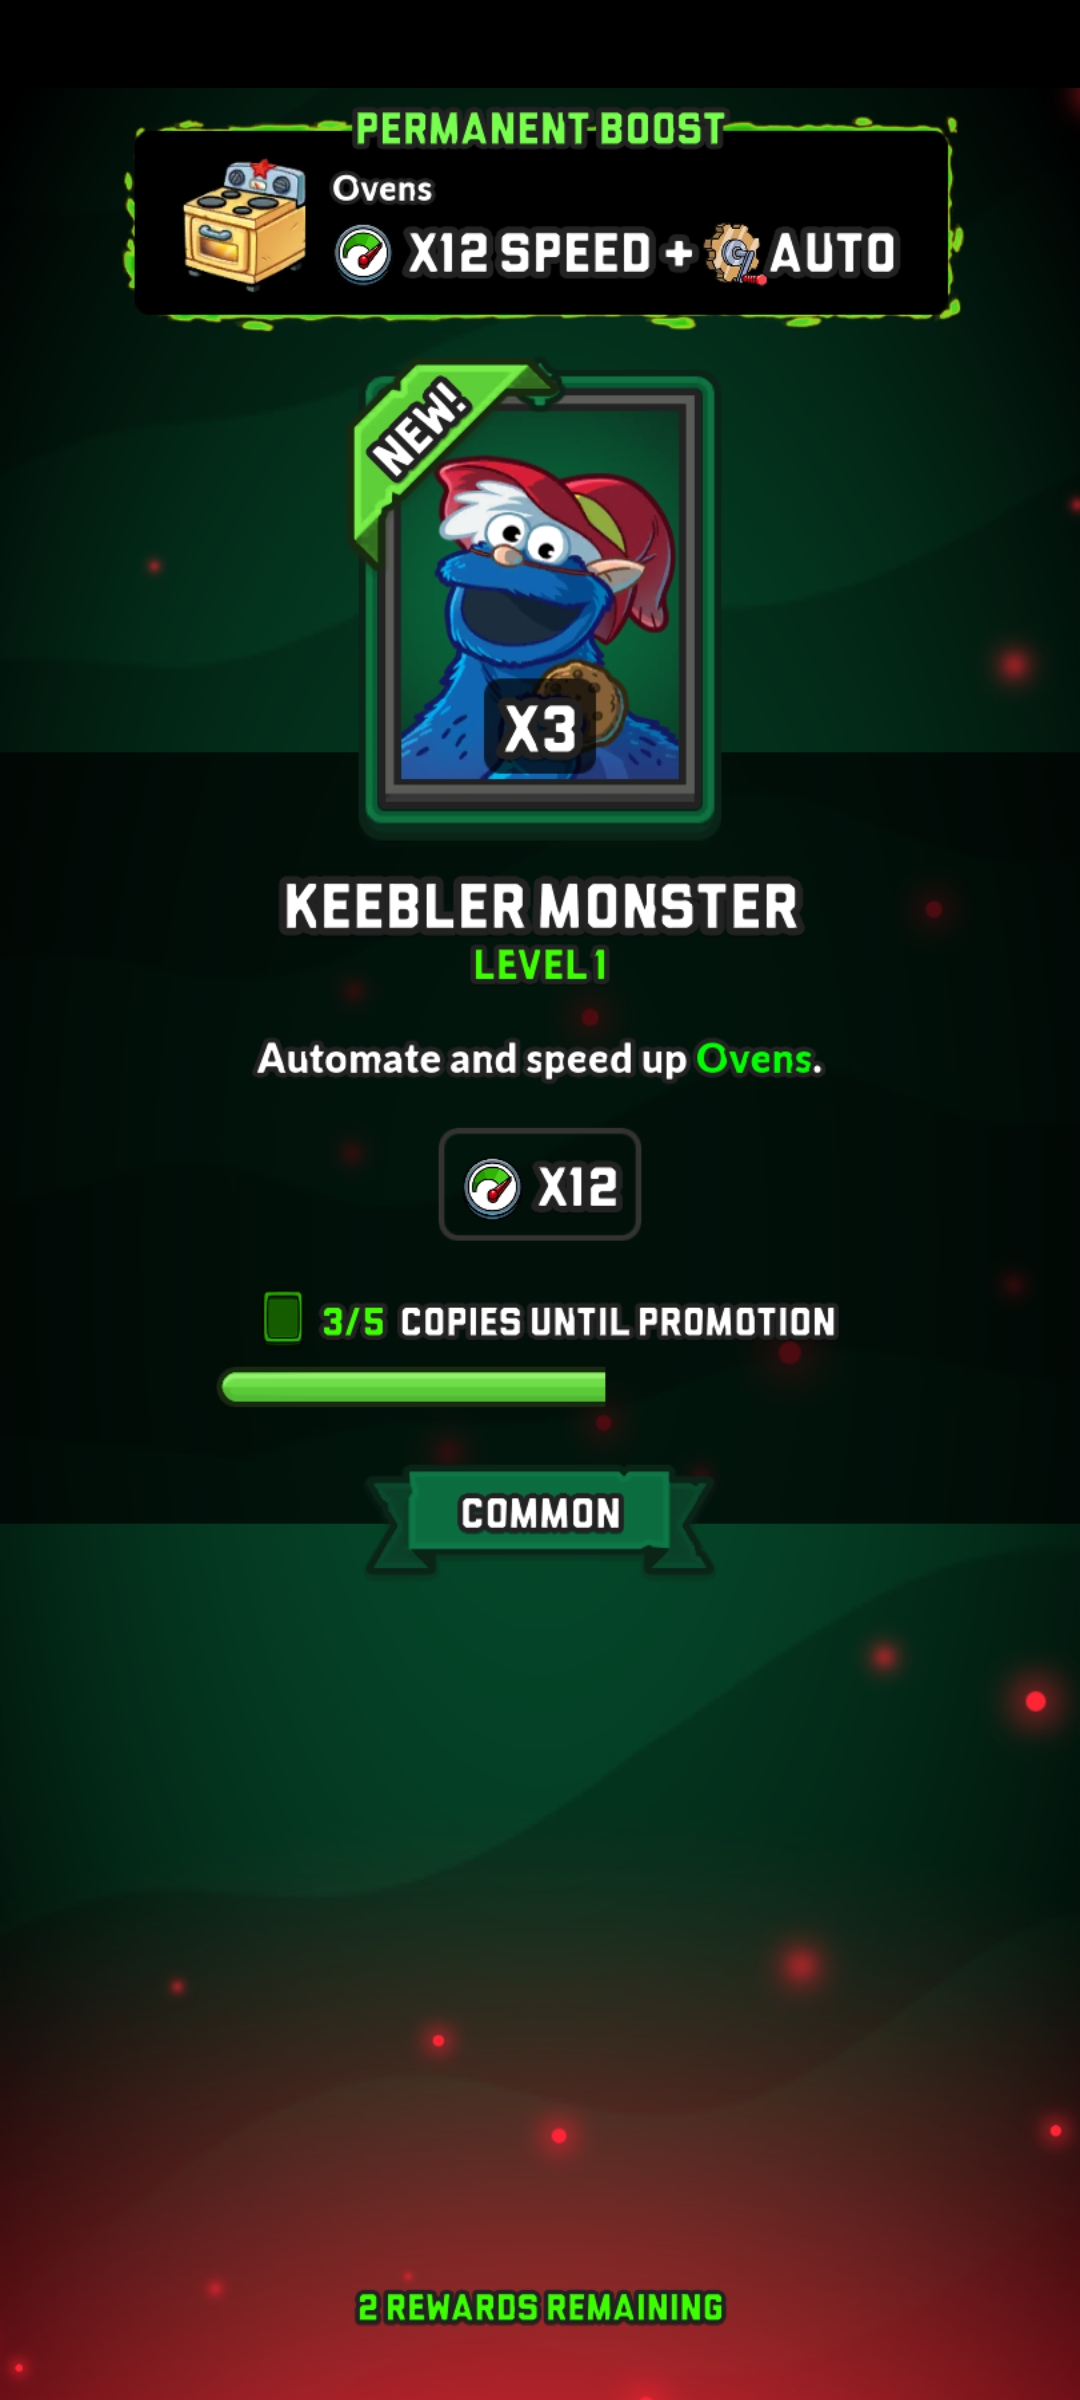 PERMANENT BOOST
Ovens
X12 SPEED + AUTO
NEW!
X3
KEEBLER MONSTER
LEVEL 1
Automate and speed up Ovens.
X12
3/5 COPIES UNTIL PROMOTION
COMMON
2 REWARDS REMAINING